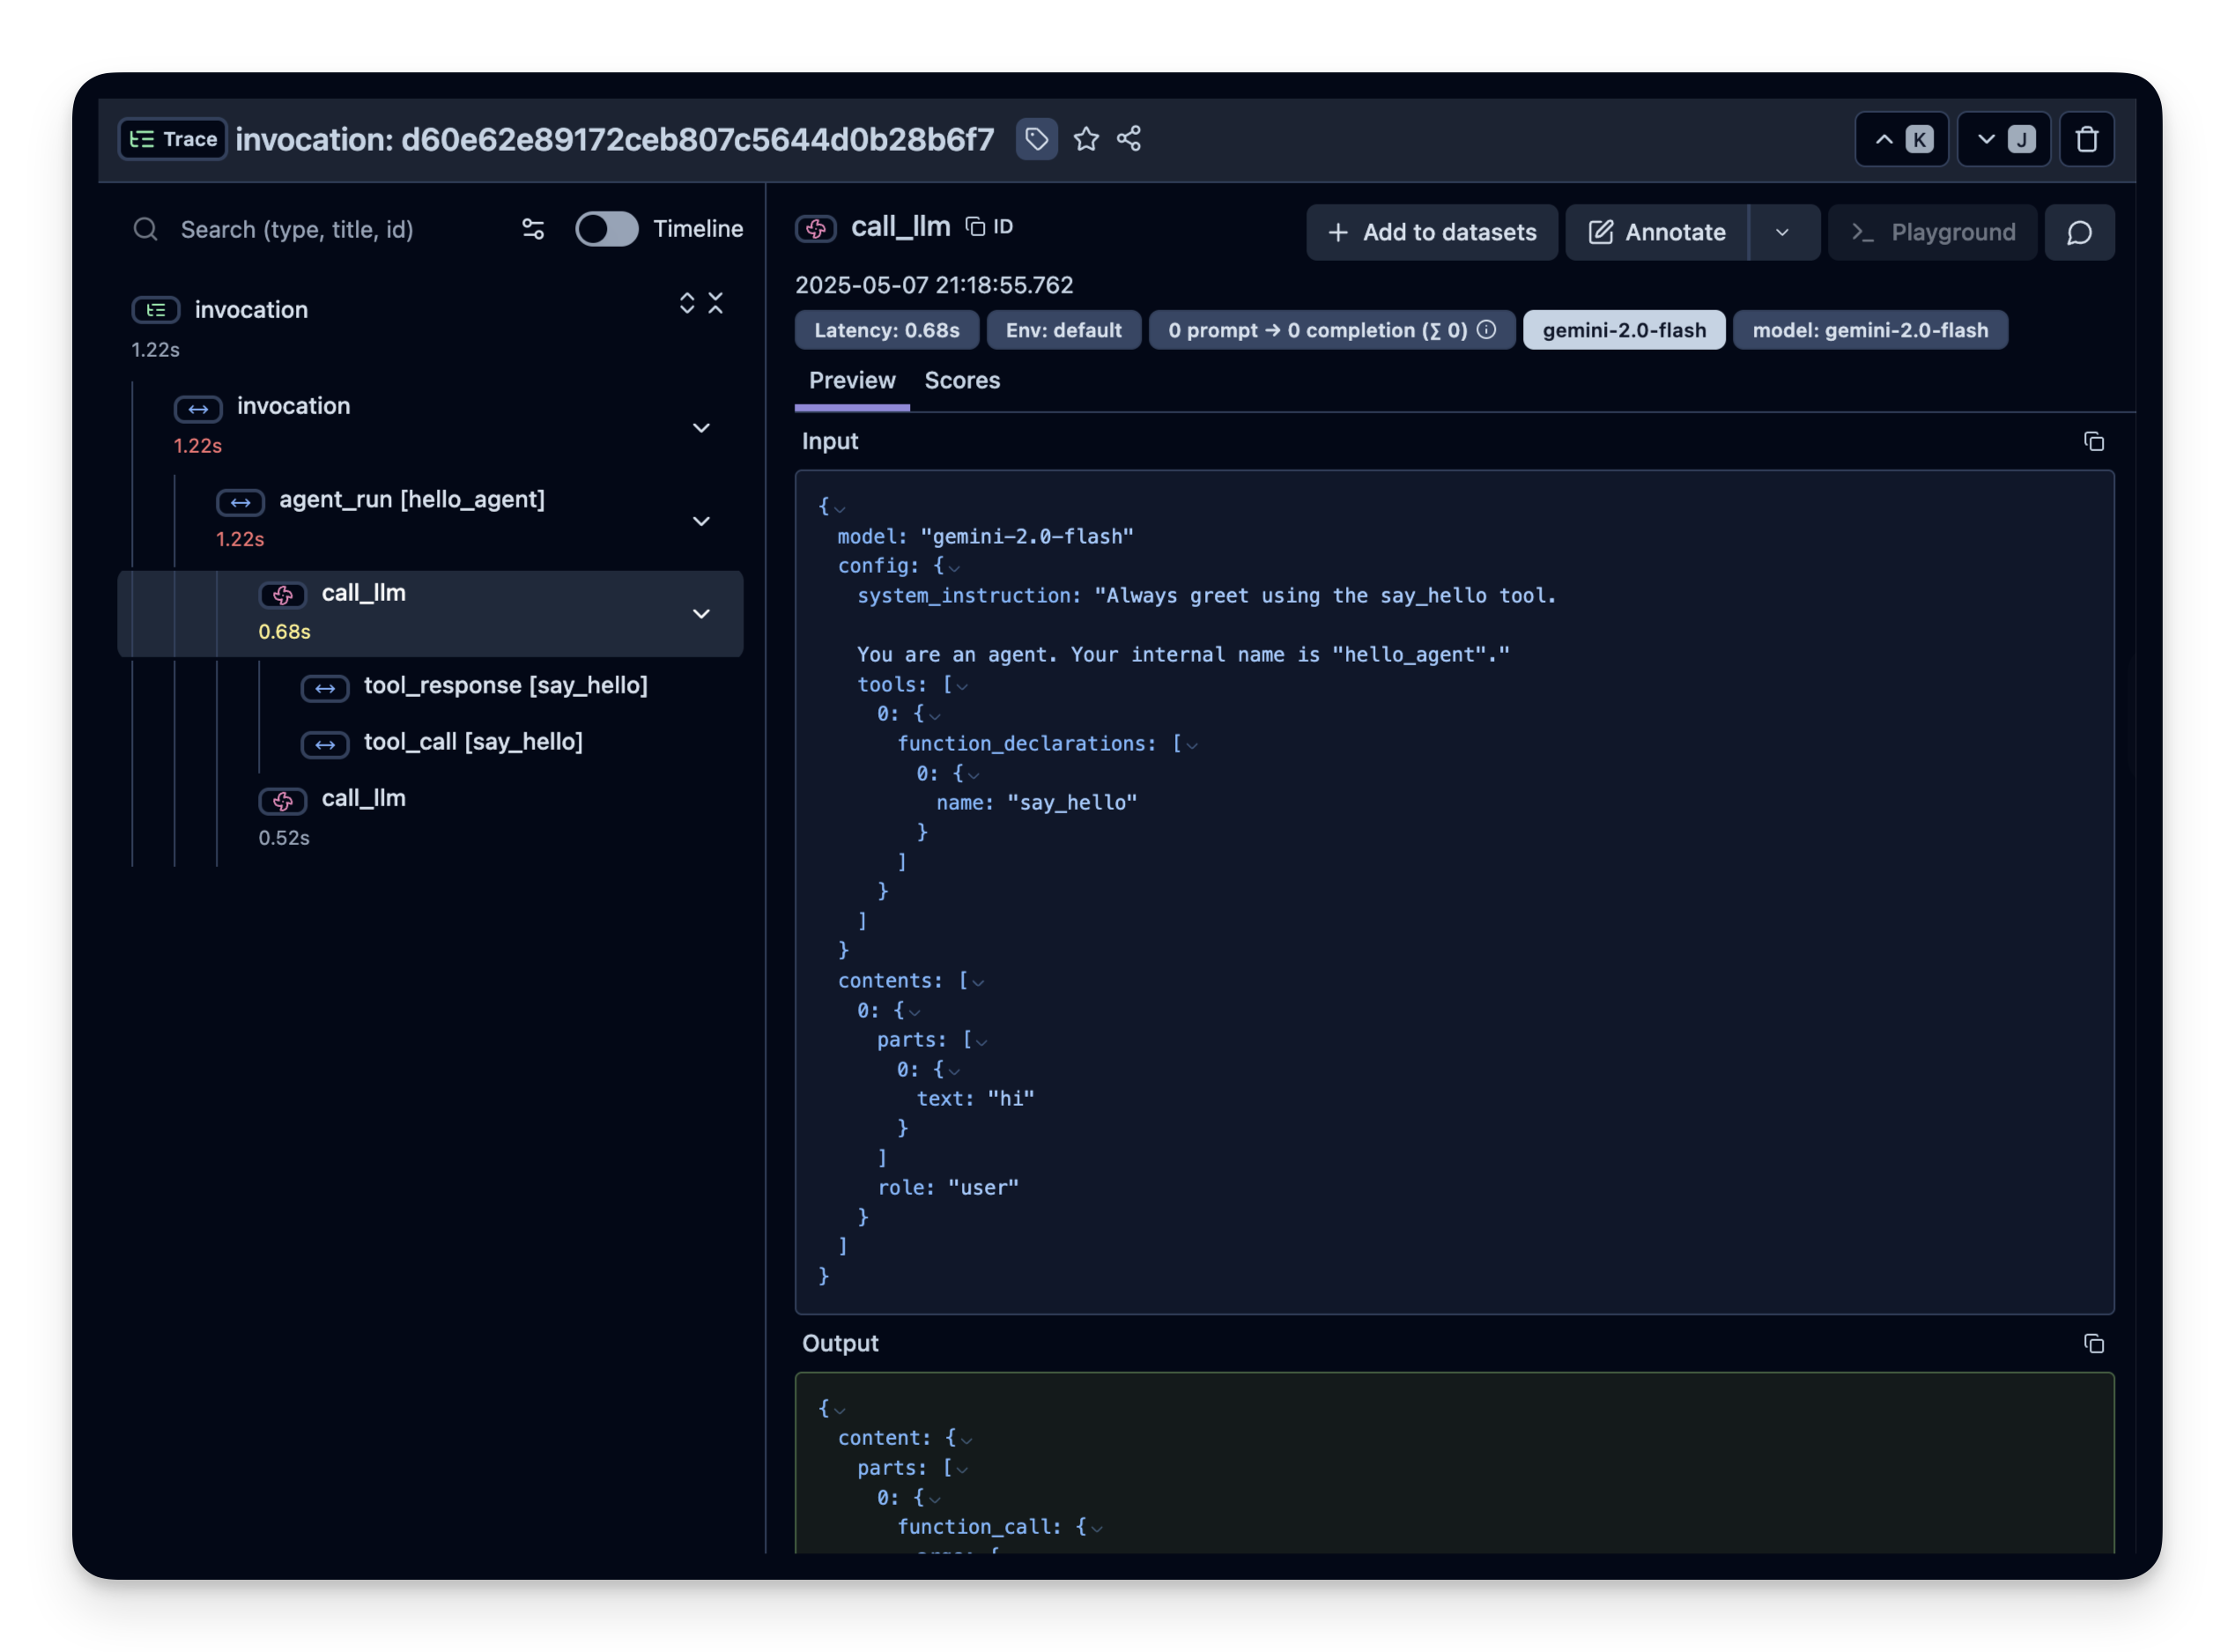 Trace invocation: d60e62e89172ceb807c5644d0b28b6f7 K J
Search (type, title, id) Timeline
invocation
1.22s
invocation
1.22s
agent_run [hello_agent]
1.22s
call_llm
0.68s
tool_response [say_hello]
tool_call [say_hello]
call_llm
0.52s
call_llm ID + Add to datasets Annotate Playground
2025-05-07 21:18:55.762
Latency: 0.68s Env: default 0 prompt → 0 completion (∑ 0) gemini-2.0-flash model: gemini-2.0-flash
Preview Scores
Input
{
model: "gemini-2.0-flash"
config: {
system_instruction: "Always greet using the say_hello tool.
You are an agent. Your internal name is "hello_agent"."
tools: [
0: {
function_declarations: [
0: {
name: "say_hello"
}
]
}
]
}
contents: [
0: {
parts: [
0: {
text: "hi"
}
]
role: "user"
}
]
}
Output
{
content: {
parts: [
0: {
function_call: {